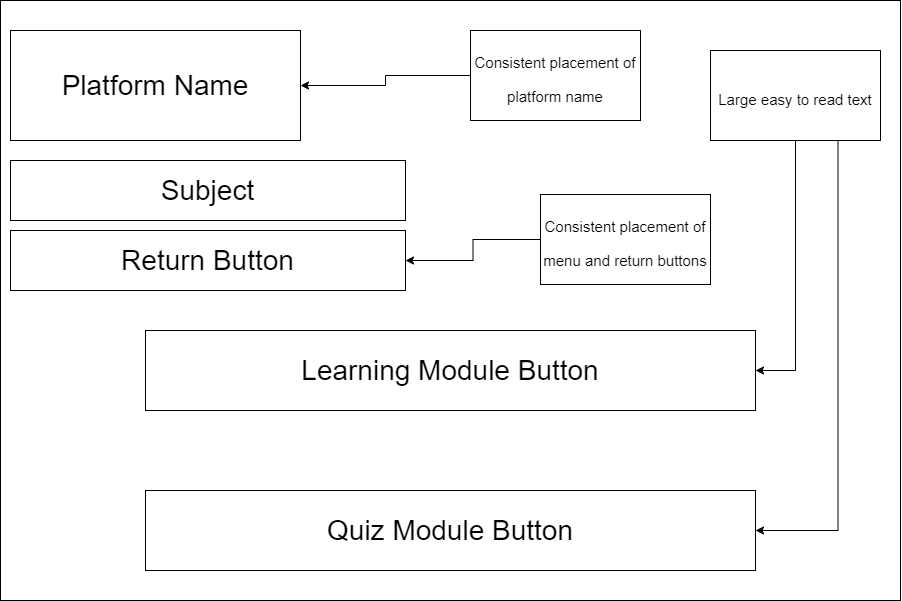 Platform Name
Consistent placement of
platform name
Large easy to read text
Subject
Return Button
Consistent placement of
menu and return buttons
Learning Module Button
Quiz Module Button